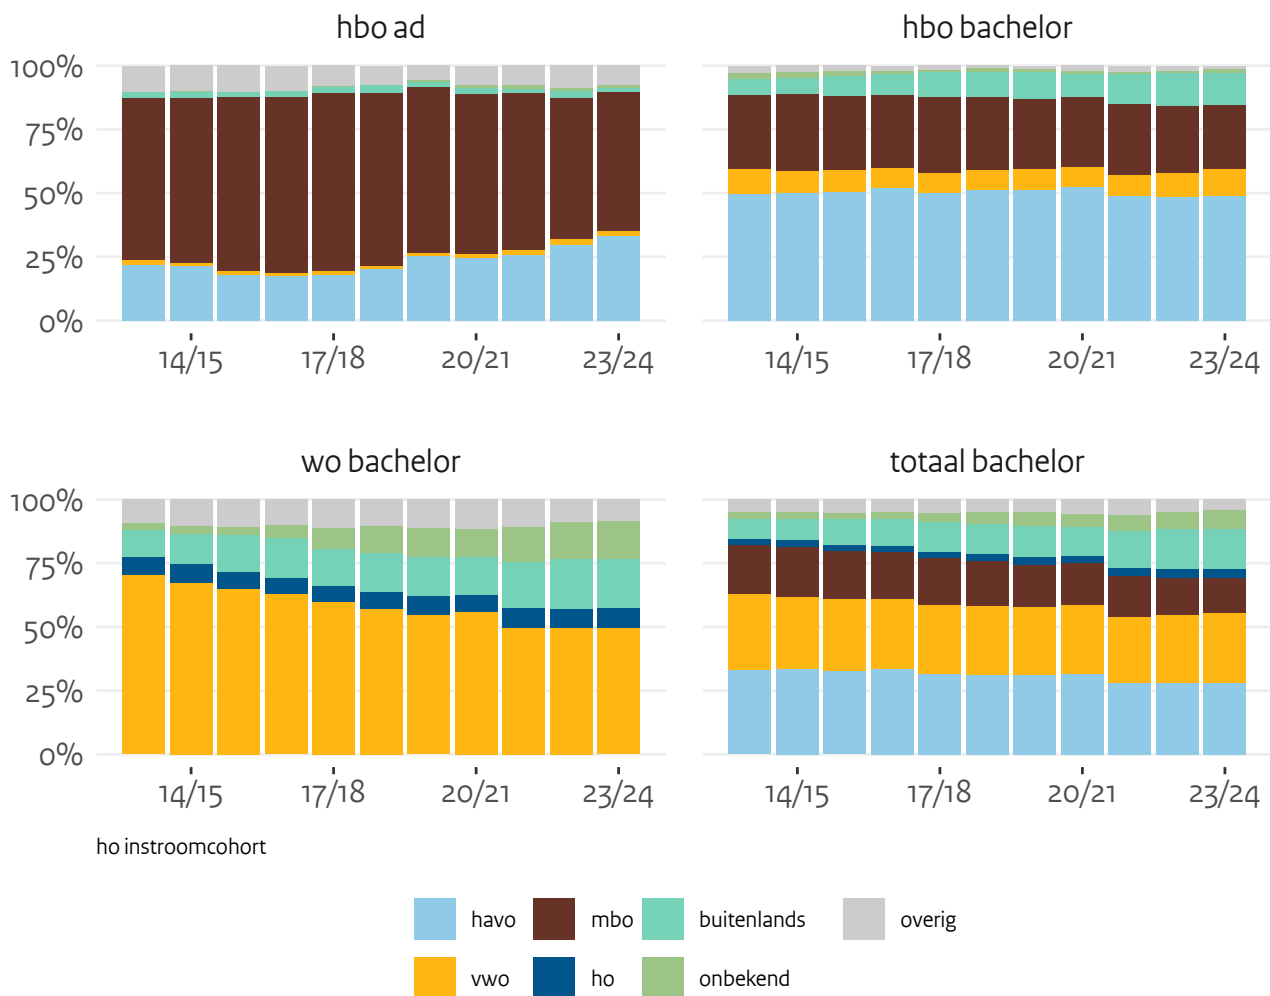 hbo ad
hbo bachelor
100%
75%
50%
25%
0%
14/15 17/18 20/21 23/24
14/15 17/18 20/21 23/24
wo bachelor
totaal bachelor
100%
75%
50%
25%
0%
14/15 17/18 20/21 23/24
14/15 17/18 20/21 23/24
ho instroomcohort
havo mbo buitenlands overig
vwo ho onbekend